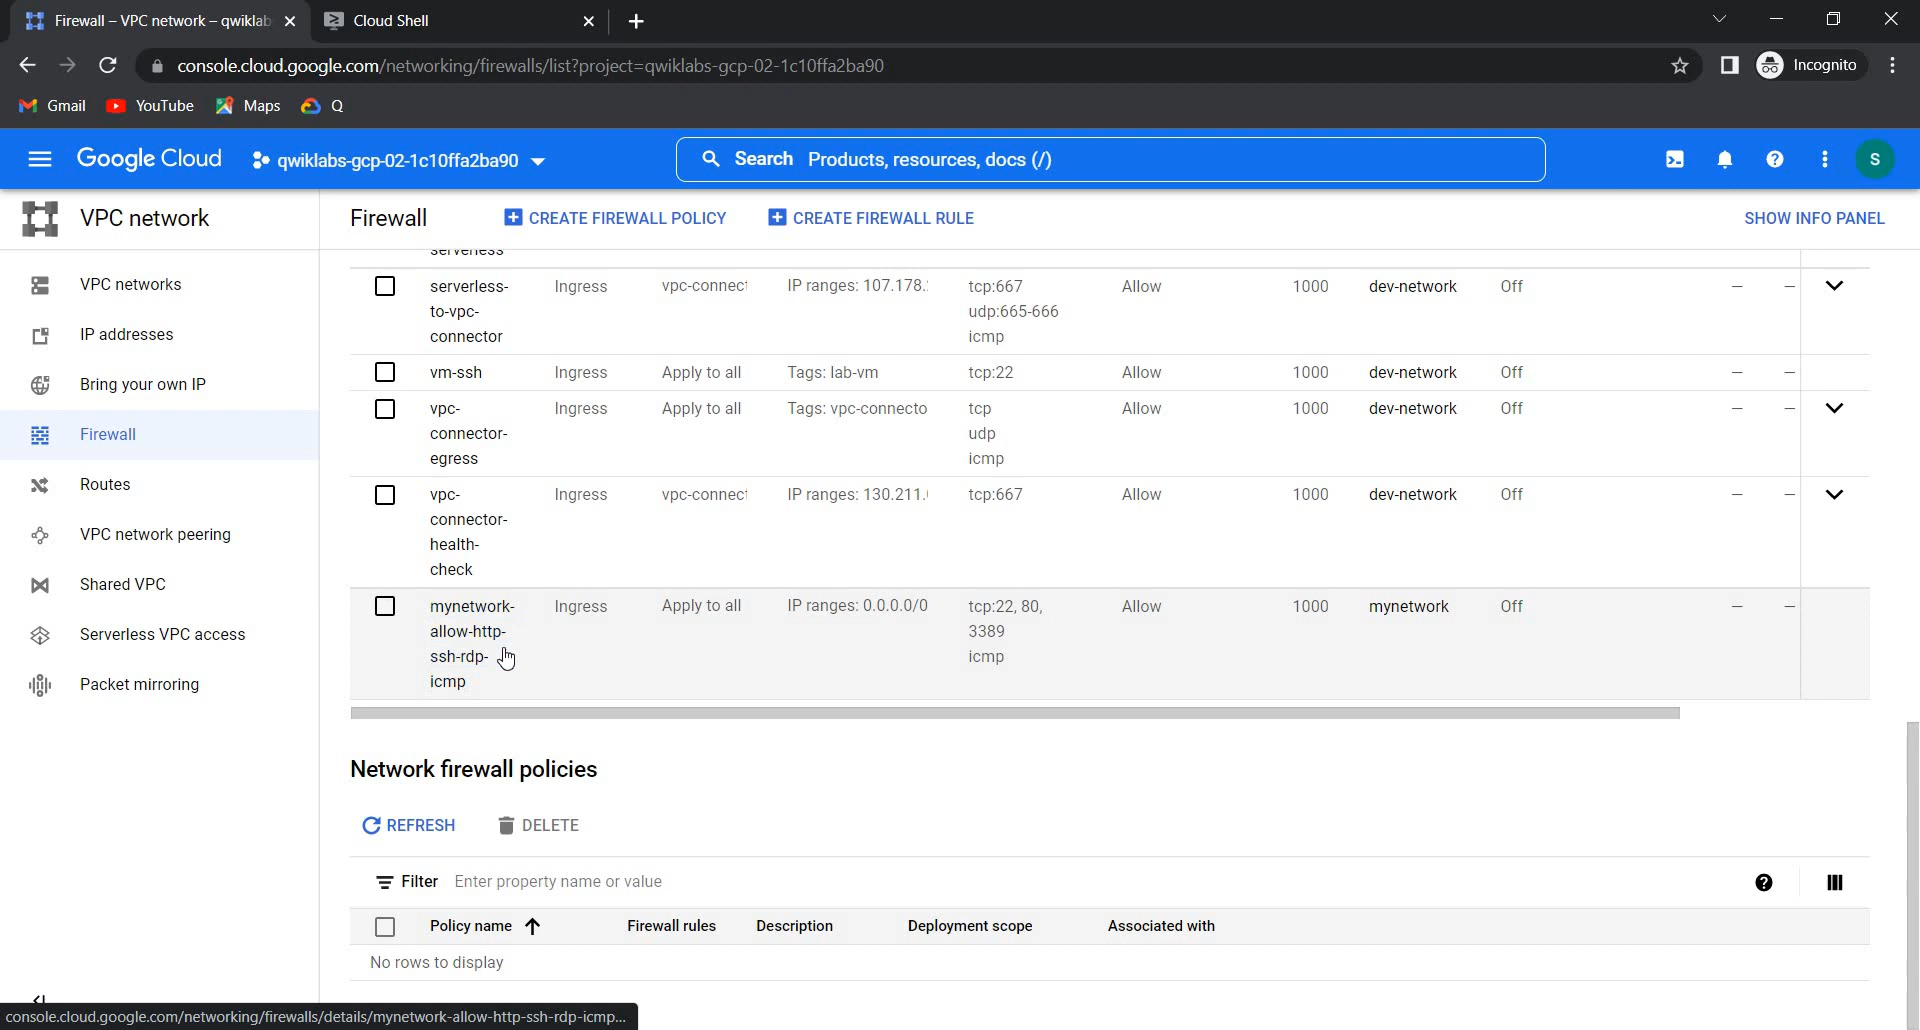 Firewall – VPC network – qwiklab
Cloud Shell
console.cloud.google.com/networking/firewalls/list?project=qwiklabs-gcp-02-1c10ffa2ba90
Incognito
Gmail
YouTube
Maps
Q
Google Cloud
qwiklabs-gcp-02-1c10ffa2ba90
Search Products, resources, docs (/)
S
VPC network
Firewall
CREATE FIREWALL POLICY
CREATE FIREWALL RULE
SHOW INFO PANEL
VPC networks
IP addresses
Bring your own IP
Firewall
Routes
VPC network peering
Shared VPC
Serverless VPC access
Packet mirroring
serverless
serverless- Ingress vpc-connect IP ranges: 107.178. tcp:667 Allow 1000 dev-network Off – –
to-vpc- udp:665-666
connector icmp
vm-ssh Ingress Apply to all Tags: lab-vm tcp:22 Allow 1000 dev-network Off – –
vpc- Ingress Apply to all Tags: vpc-connecto tcp Allow 1000 dev-network Off – –
connector- udp
egress icmp
vpc- Ingress vpc-connect IP ranges: 130.211. tcp:667 Allow 1000 dev-network Off – –
connector-
health-
check
mynetwork- Ingress Apply to all IP ranges: 0.0.0.0/0 tcp:22, 80, Allow 1000 mynetwork Off – –
allow-http- 3389
ssh-rdp- icmp
icmp
Network firewall policies
REFRESH
DELETE
Filter Enter property name or value
Policy name Firewall rules Description Deployment scope Associated with
No rows to display
console.cloud.google.com/networking/firewalls/details/mynetwork-allow-http-ssh-rdp-icmp...